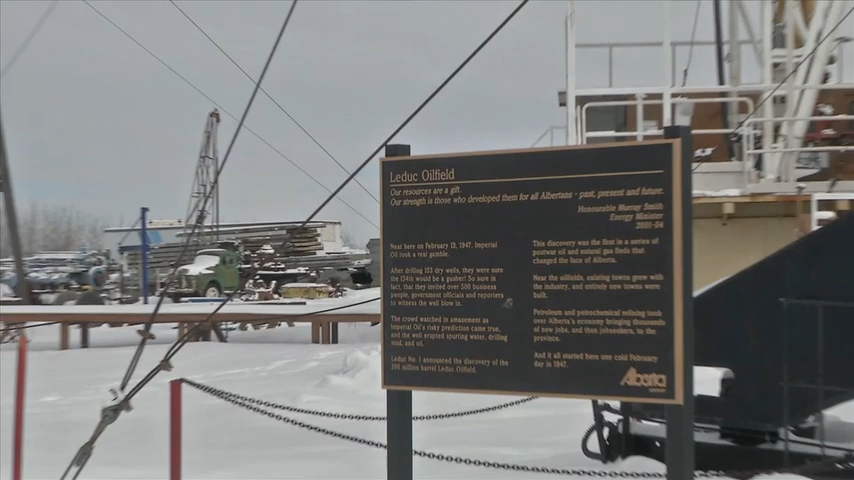 Leduc Oilfield
Our resources are a gift.
Our strength is those who developed them for all Albertans - past, present and future.
Honourable Murray Smith
Energy Minister
2001-04
Near here on February 13, 1947, Imperial
Oil took a real gamble.
After drilling 133 dry wells, they were sure
the 134th would be a gusher! So sure in
fact, that they invited over 500 business
people, government officials and reporters
to witness the well blow in.
The crowd watched in amazement as
Imperial Oil's risky prediction came true,
and the well erupted spurting water, drilling
mud, and oil.
Leduc No. 1 announced the discovery of the
200 million barrel Leduc Oilfield.
This discovery was the first in a series of
postwar oil and natural gas finds that
changed the face of Alberta.
Near the oilfields, existing towns grew with
the industry, and entirely new towns were
built.
Petroleum and petrochemical refining took
over Alberta's economy bringing thousands
of new jobs, and then jobseekers, to the
province.
And it all started here one cold February
day in 1947.
Alberta